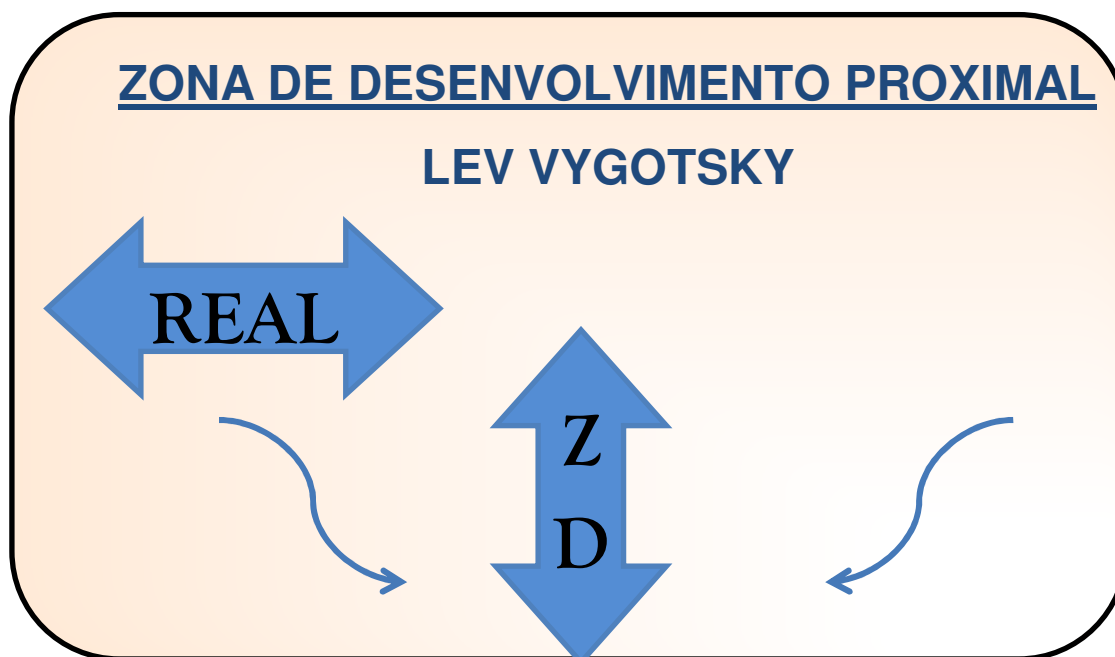 ZONA DE DESENVOLVIMENTO PROXIMAL
LEV VYGOTSKY
REAL
Z
D